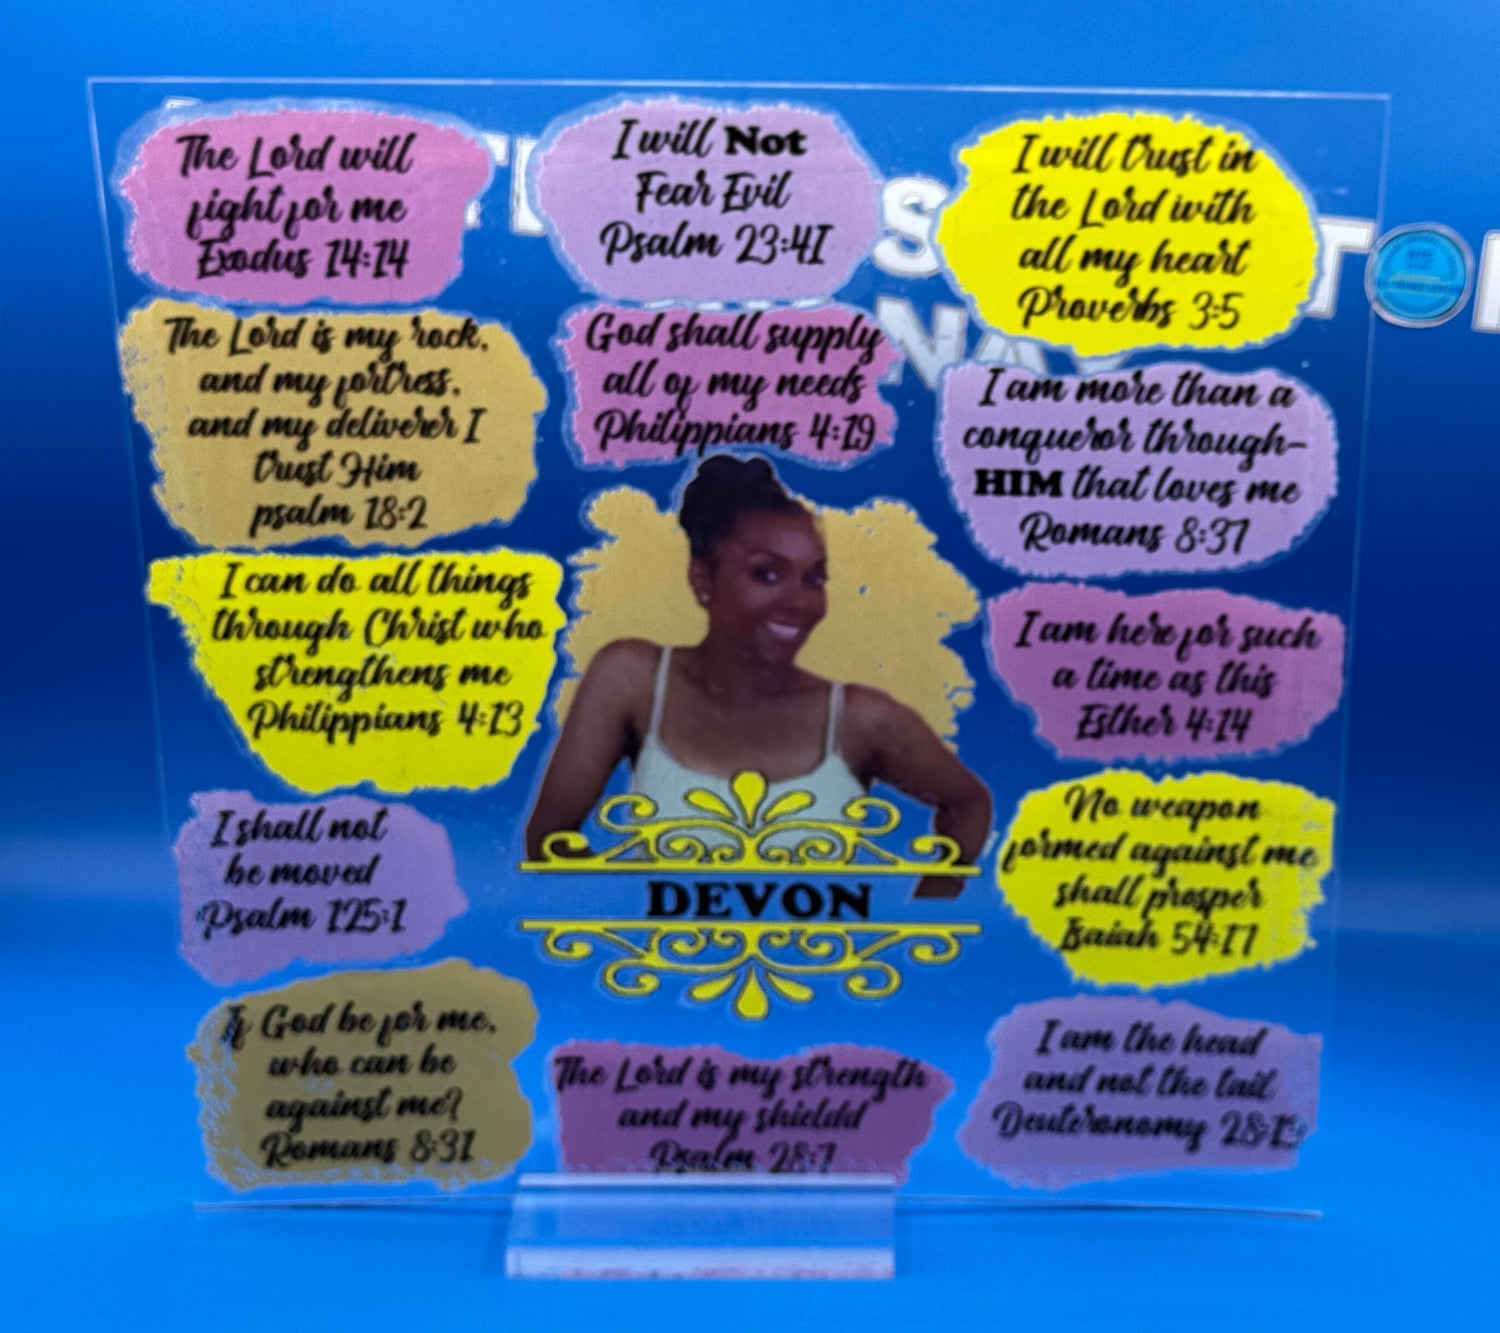 The Lord will
fight for me
Exodus 14:14
I will Not
Fear Evil
Psalm 23:4I
I will trust in
the Lord with
all my heart
Proverbs 3:5
The Lord is my rock,
and my fortress,
and my deliverer I
trust Him
psalm 18:2
God shall supply
all of my needs
Philippians 4:19
I am more than a
conqueror through-
HIM that loves me
Romans 8:37
I can do all things
through Christ who
strengthens me
Philippians 4:13
I am here for such
a time as this
Esther 4:14
I shall not
be moved
Psalm 125:1
DEVON
No weapon
formed against me
shall prosper
Isaiah 54:17
If God be for me,
who can be
against me?
Romans 8:31
The Lord is my strength
and my shieldd
Psalm 28:7
I am the head
and not the tail
Deuteronomy 28:13